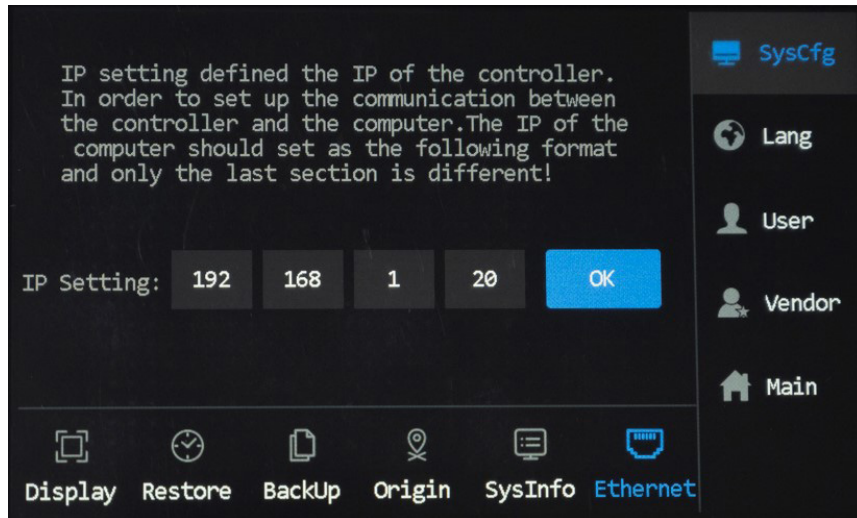 IP setting defined the IP of the controller.
In order to set up the communication between
the controller and the computer.The IP of the
computer should set as the following format
and only the last section is different!
IP Setting: 192 168 1 20 OK
Display Restore BackUp Origin SysInfo Ethernet
SysCfg
Lang
User
Vendor
Main